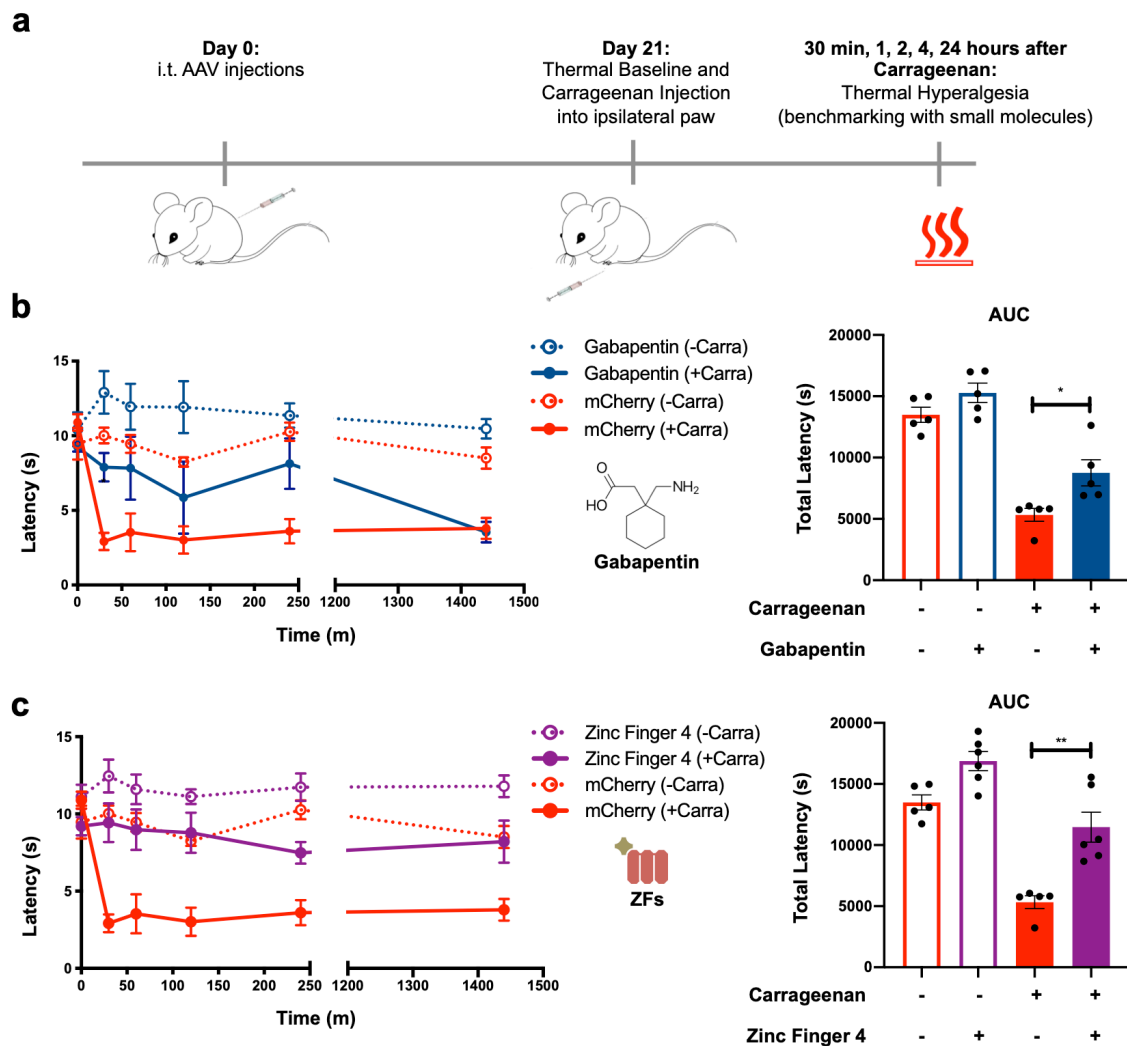 a
Day 0:
i.t. AAV injections
Day 21:
Thermal Baseline and
Carrageenan Injection
into ipsilateral paw
30 min, 1, 2, 4, 24 hours after
Carrageenan:
Thermal Hyperalgesia
(benchmarking with small molecules)
b
Latency (s)
15
10
5
0
0 50 100 150 200 250 1200 1300 1400 1500
Time (m)
Gabapentin (-Carra)
Gabapentin (+Carra)
mCherry (-Carra)
mCherry (+Carra)
O
HO
NH₂
Gabapentin
AUC
Total Latency (s)
20000
15000
10000
5000
0
*
Carrageenan - - + +
Gabapentin - + - +
c
Latency (s)
15
10
5
0
0 50 100 150 200 250 1200 1300 1400 1500
Time (m)
Zinc Finger 4 (-Carra)
Zinc Finger 4 (+Carra)
mCherry (-Carra)
mCherry (+Carra)
ZFs
AUC
Total Latency (s)
20000
15000
10000
5000
0
**
Carrageenan - - + +
Zinc Finger 4 - + - +